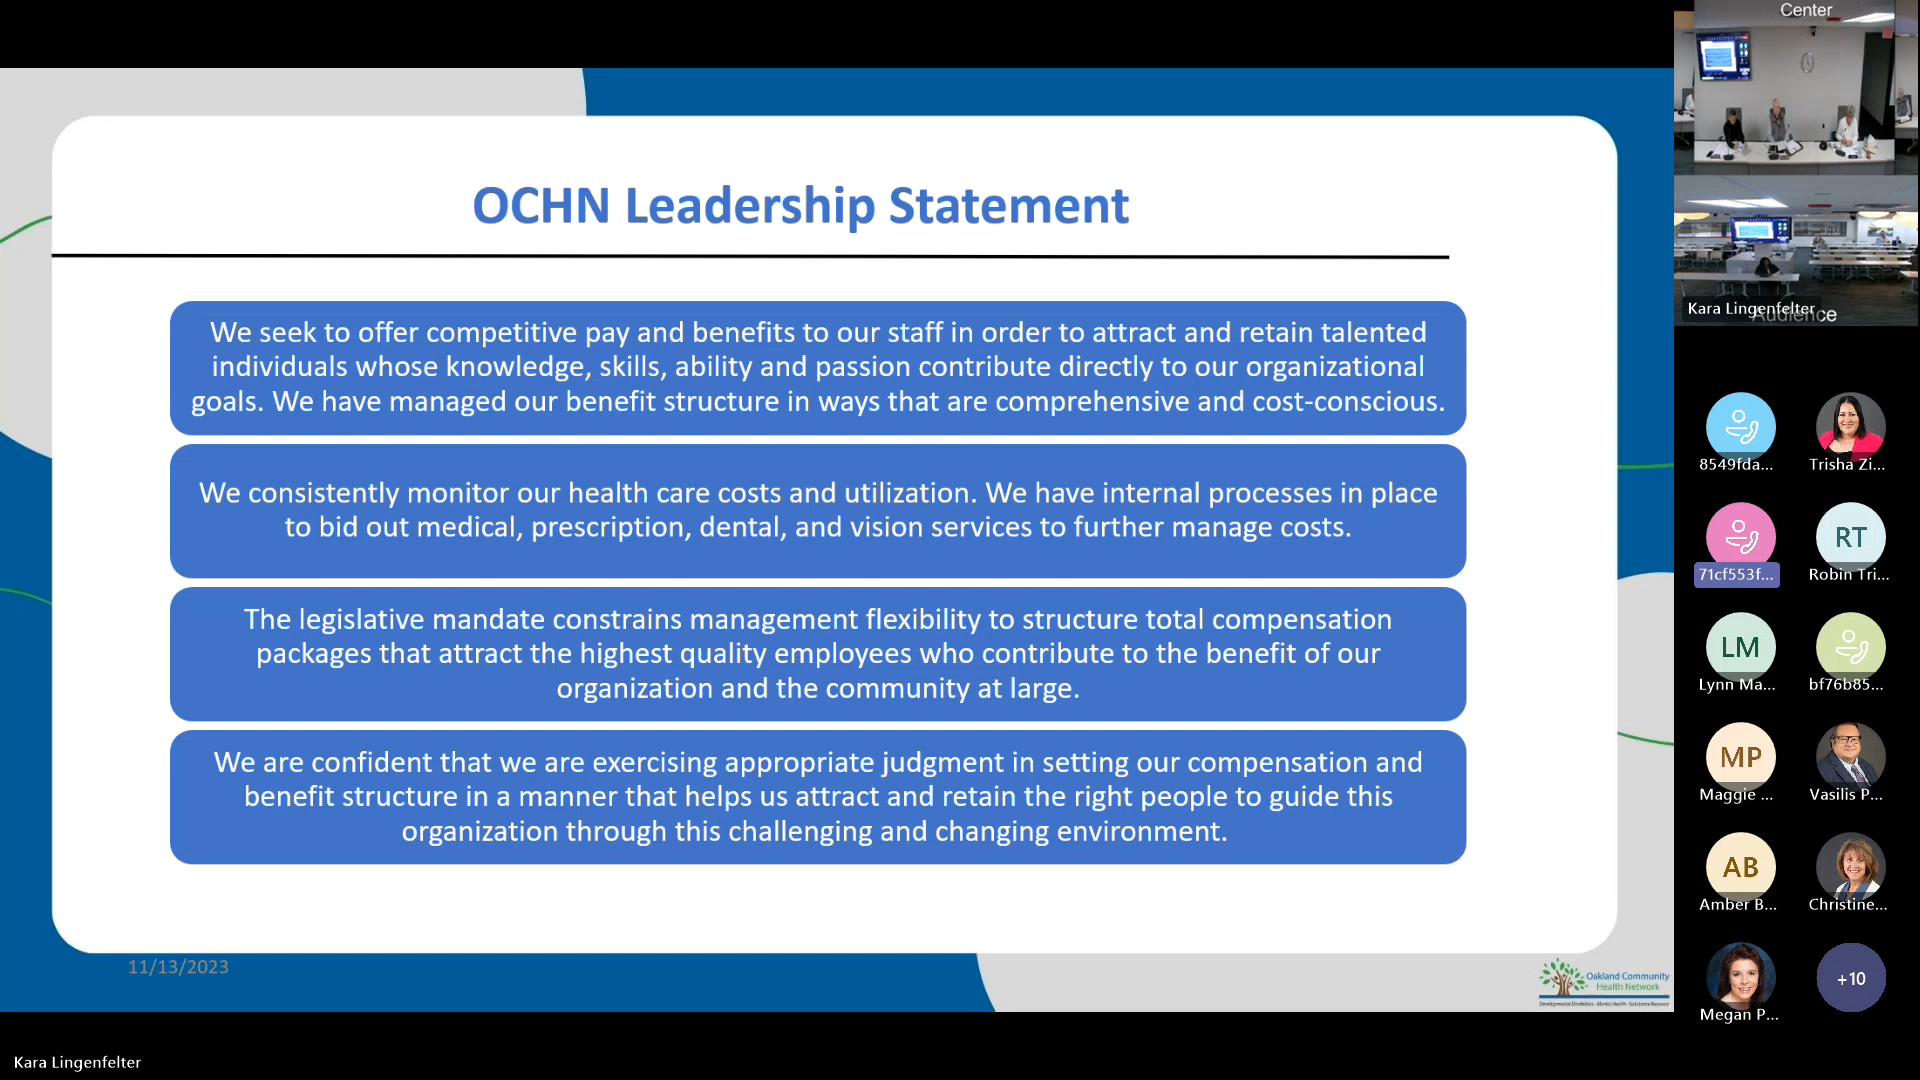 Center
OCHN Leadership Statement
We seek to offer competitive pay and benefits to our staff in order to attract and retain talented
individuals whose knowledge, skills, ability and passion contribute directly to our organizational
goals. We have managed our benefit structure in ways that are comprehensive and cost-conscious.
We consistently monitor our health care costs and utilization. We have internal processes in place
to bid out medical, prescription, dental, and vision services to further manage costs.
The legislative mandate constrains management flexibility to structure total compensation
packages that attract the highest quality employees who contribute to the benefit of our
organization and the community at large.
We are confident that we are exercising appropriate judgment in setting our compensation and
benefit structure in a manner that helps us attract and retain the right people to guide this
organization through this challenging and changing environment.
11/13/2023
Oakland Community
Health Network
Developmental Disabilities - Mental Health - Substance Recovery
Kara Lingenfelter
Audience
8549fda...
Trisha Zi...
71cf553f...
RT
Robin Tri...
LM
Lynn Ma...
bf76b85...
MP
Maggie ...
Vasilis P...
AB
Amber B...
Christine...
Megan P...
+10
Kara Lingenfelter